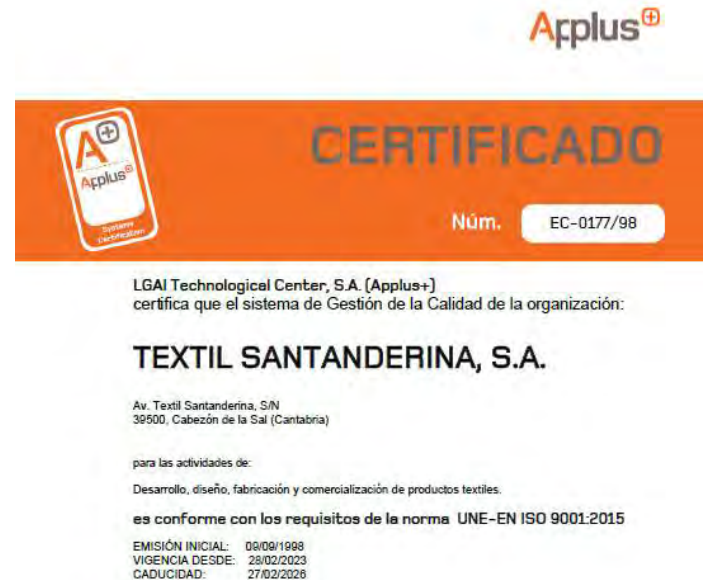 Applus+
A+
Applus+
Systems
Certification
CERTIFICADO
Núm. EC-0177/98
LGAI Technological Center, S.A. (Applus+)
certifica que el sistema de Gestión de la Calidad de la organización:
TEXTIL SANTANDERINA, S.A.
Av. Textil Santanderina, S/N
39500, Cabezón de la Sal (Cantabria)
para las actividades de:
Desarrollo, diseño, fabricación y comercialización de productos textiles.
es conforme con los requisitos de la norma UNE-EN ISO 9001:2015
EMISIÓN INICIAL: 09/09/1998
VIGENCIA DESDE: 28/02/2023
CADUCIDAD: 27/02/2026